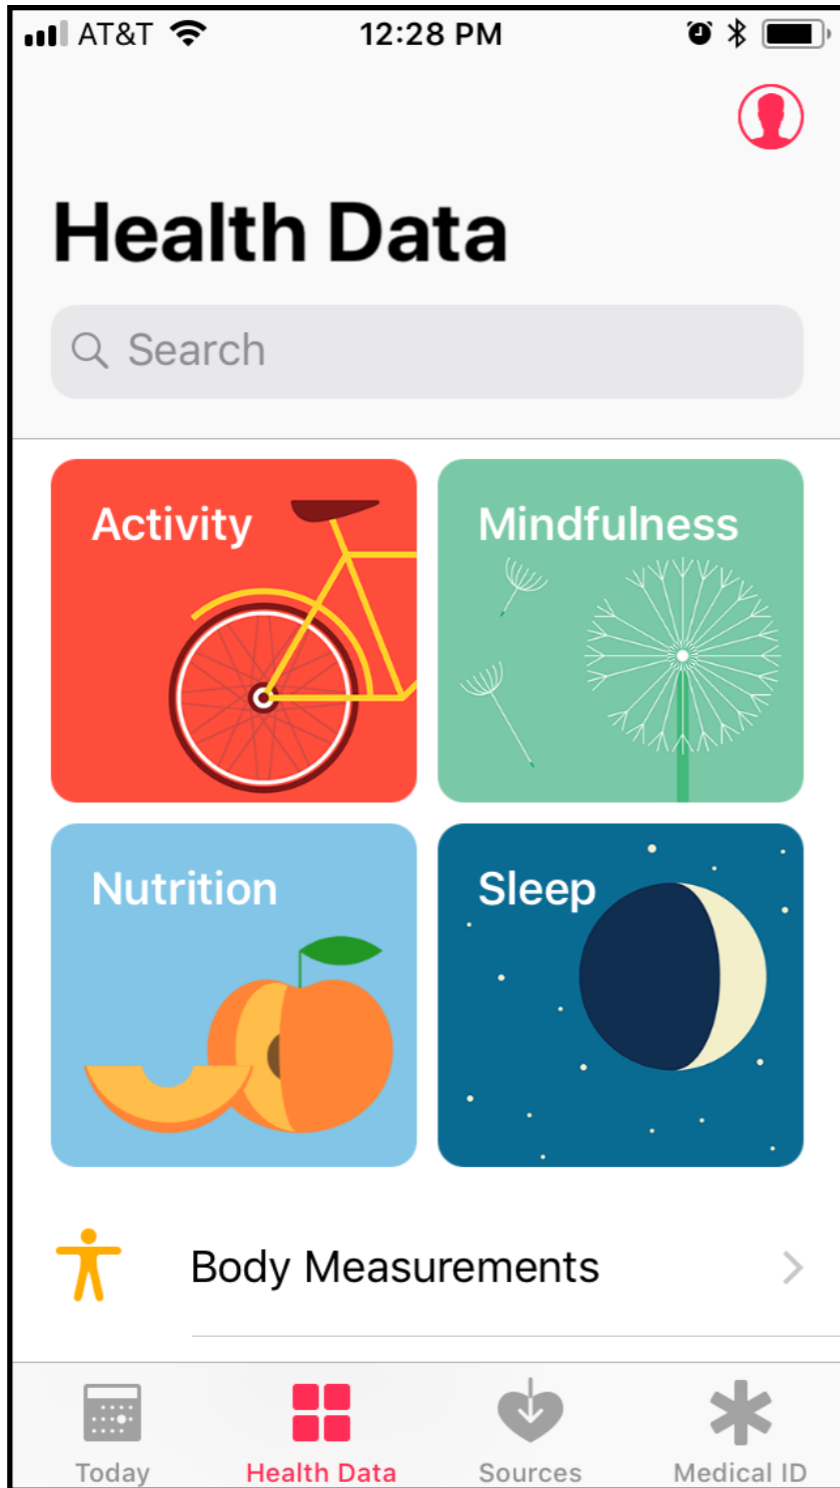 AT&T 12:28 PM
Health Data
Search
Activity
Mindfulness
Nutrition
Sleep
Body Measurements
Today Health Data Sources Medical ID